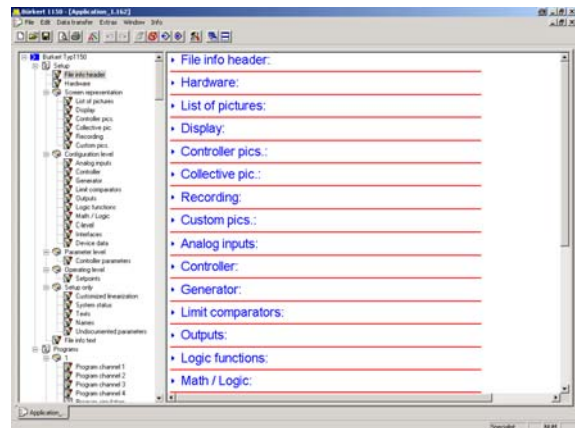 Bürkert 1150 - [Application_1.162]
File Edit Data transfer Extras Window Info
Bürkert Typ1150
Setup
File info header
Hardware
Screen representation
List of pictures
Display
Controller pics
Collective pic.
Recording
Custom pics.
Configuration level
Analog inputs
Controller
Generator
Limit comparators
Outputs
Logic functions
Math / Logic
C-level
Interfaces
Device data
Parameter level
Controller parameters
Operating level
Setpoints
Setup only
Customized linearization
System status
Texts
Names
Undocumented parameters
File info text
Programs
1
Program channel 1
Program channel 2
Program channel 3
Program channel 4
File info header:
Hardware:
List of pictures:
Display:
Controller pics.:
Collective pic.:
Recording:
Custom pics.:
Analog inputs:
Controller:
Generator:
Limit comparators:
Outputs:
Logic functions:
Math / Logic:
Application_
Specialist NUM